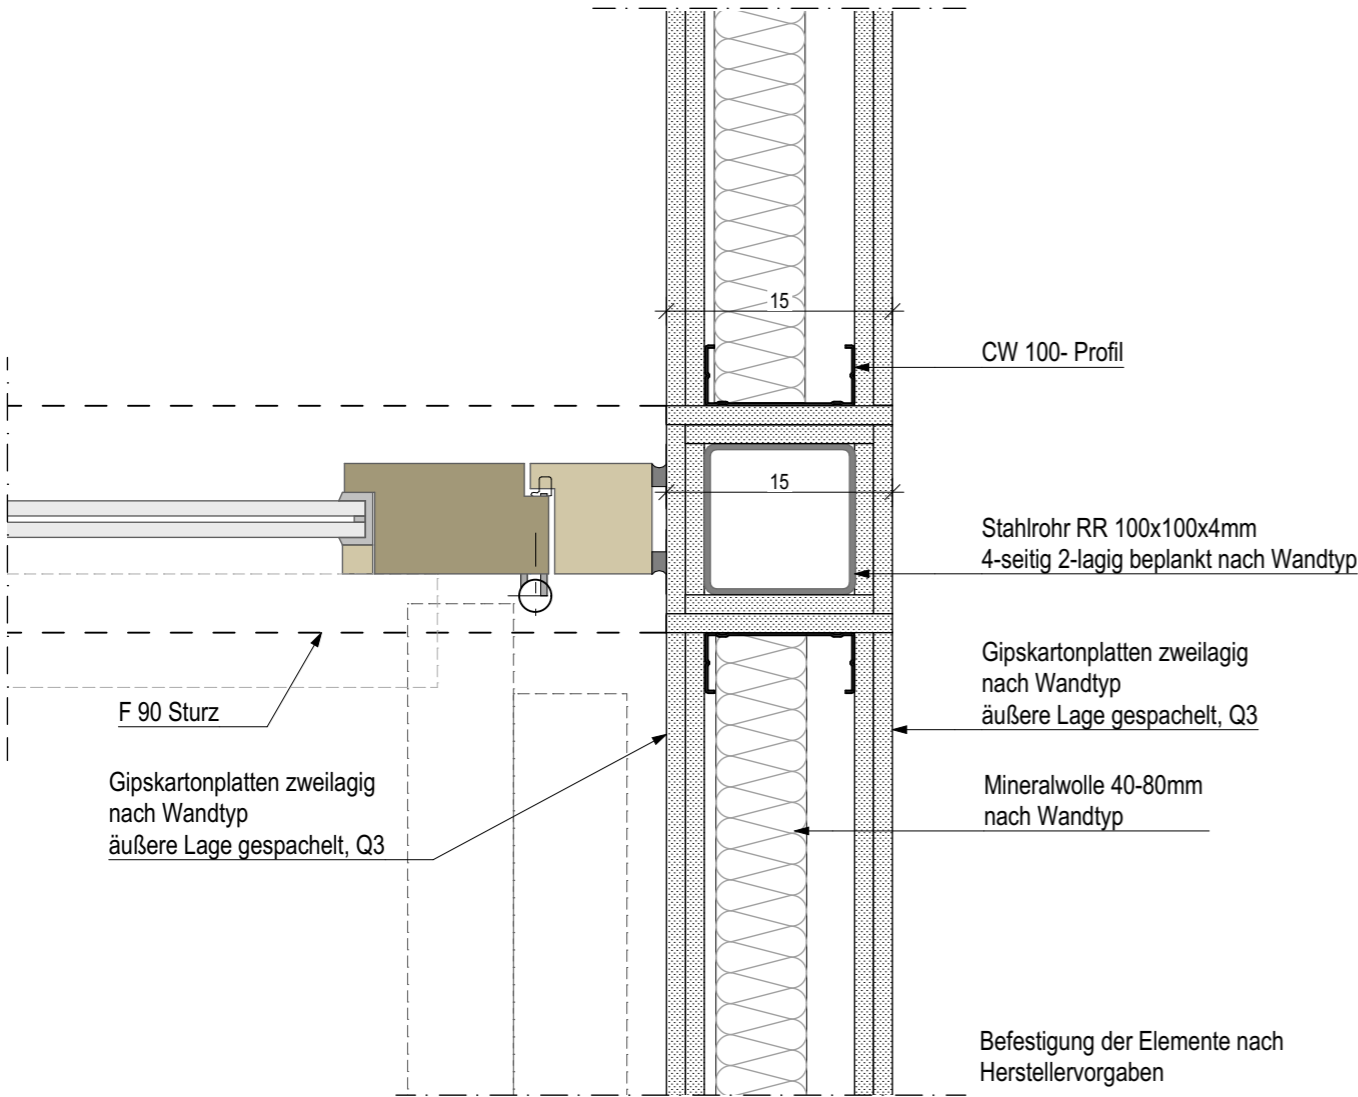 15
CW 100- Profil
15
Stahlrohr RR 100x100x4mm
4-seitig 2-lagig beplankt nach Wandtyp
Gipskartonplatten zweilagig
nach Wandtyp
äußere Lage gespachelt, Q3
F 90 Sturz
Gipskartonplatten zweilagig
nach Wandtyp
äußere Lage gespachelt, Q3
Mineralwolle 40-80mm
nach Wandtyp
Befestigung der Elemente nach
Herstellervorgaben